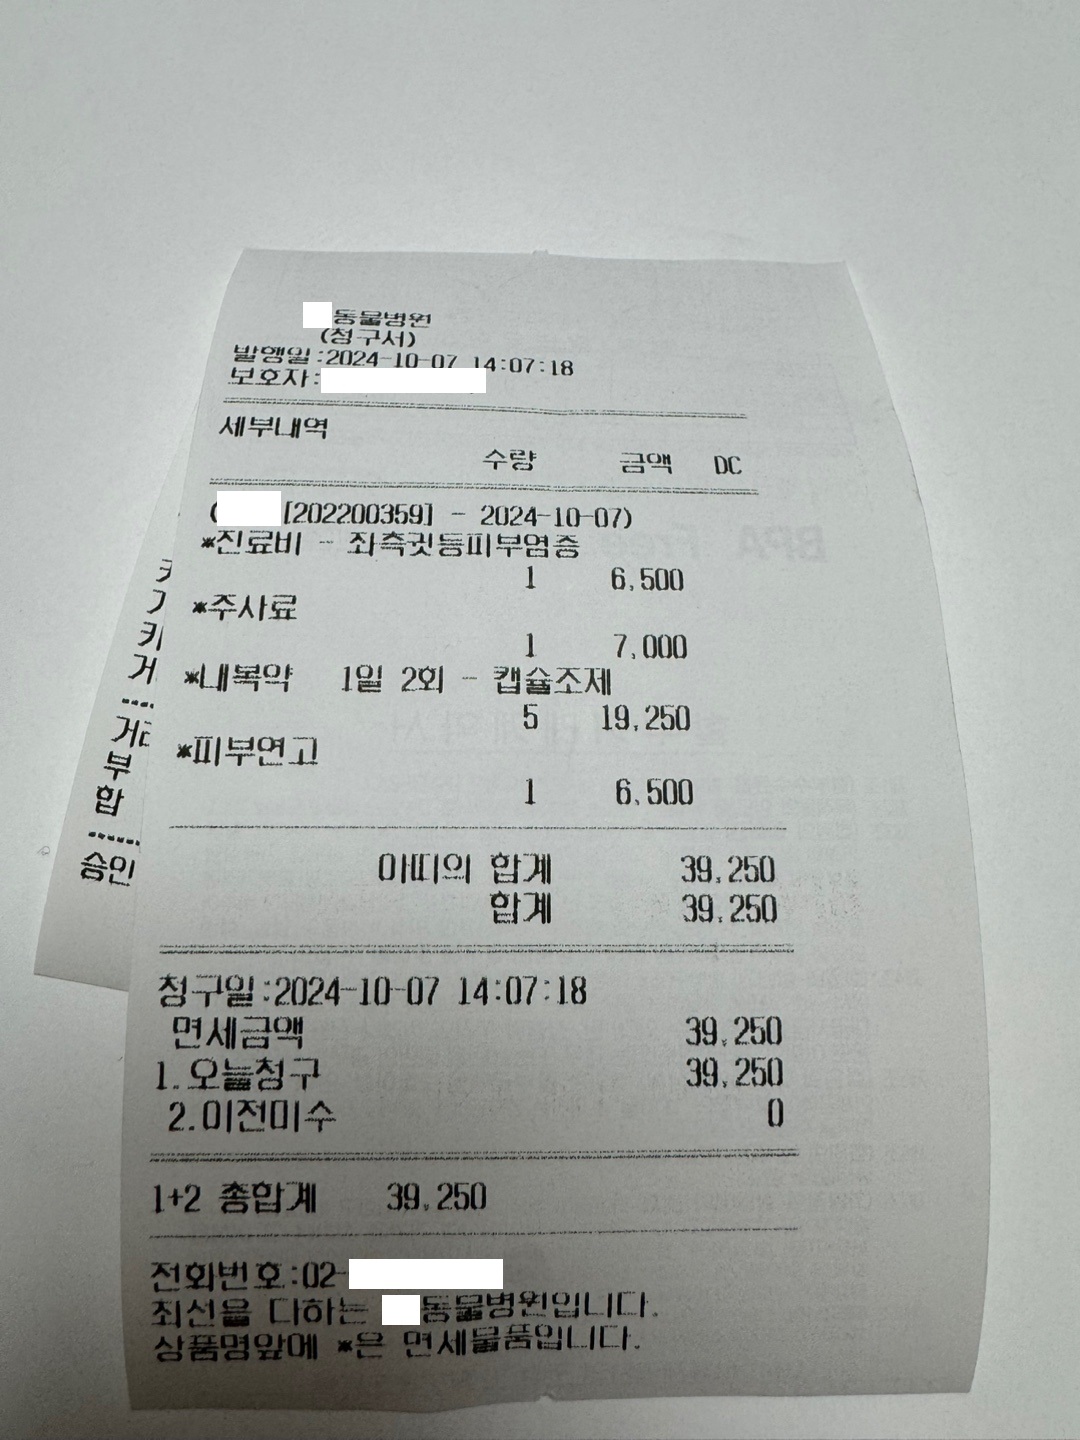 동물병원
(청구서)
발행일:2024-10-07 14:07:18
보호자:
세부내역
수량 금액 DC
( [202200359] - 2024-10-07)
*진료비 - 좌측귓등피부염증
1 6,500
*주사료
1 7,000
*내복약 1일 2회 - 캡슐조제
5 19,250
*피부연고
1 6,500
아띠의 합계 39,250
합계 39,250
청구일:2024-10-07 14:07:18
면세금액 39,250
1.오늘청구 39,250
2.이전미수 0
1+2 총합계 39,250
전화번호:02-
최선을 다하는 동물병원입니다.
상품명앞에 *은 면세물품입니다.
부
합
승인
BPA Free